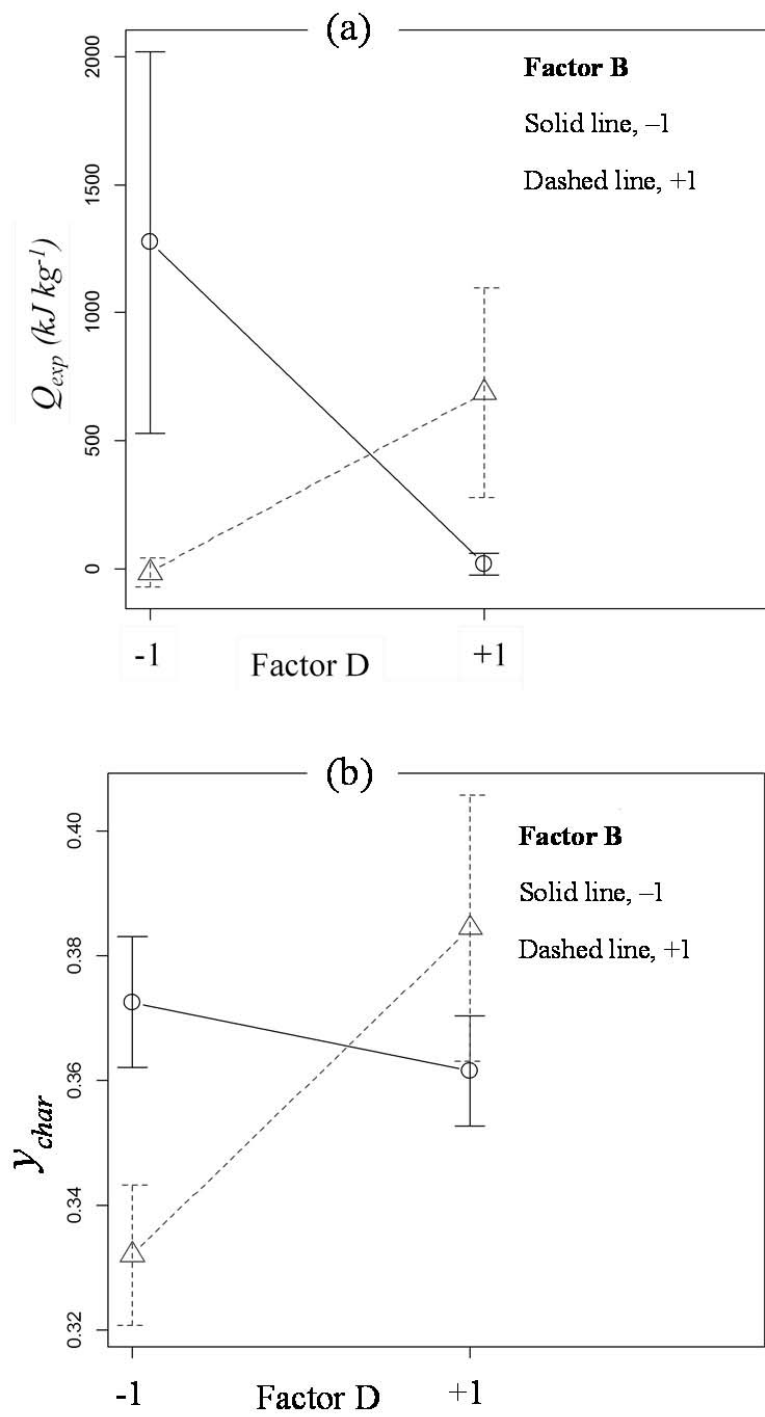 (a)
Factor B
Solid line, –1
Dashed line, +1
2000
1500
1000
500
0
Q_exp (kJ kg⁻¹)
-1
Factor D
+1
(b)
Factor B
Solid line, –1
Dashed line, +1
0.40
0.38
0.36
0.34
0.32
y_char
-1
Factor D
+1